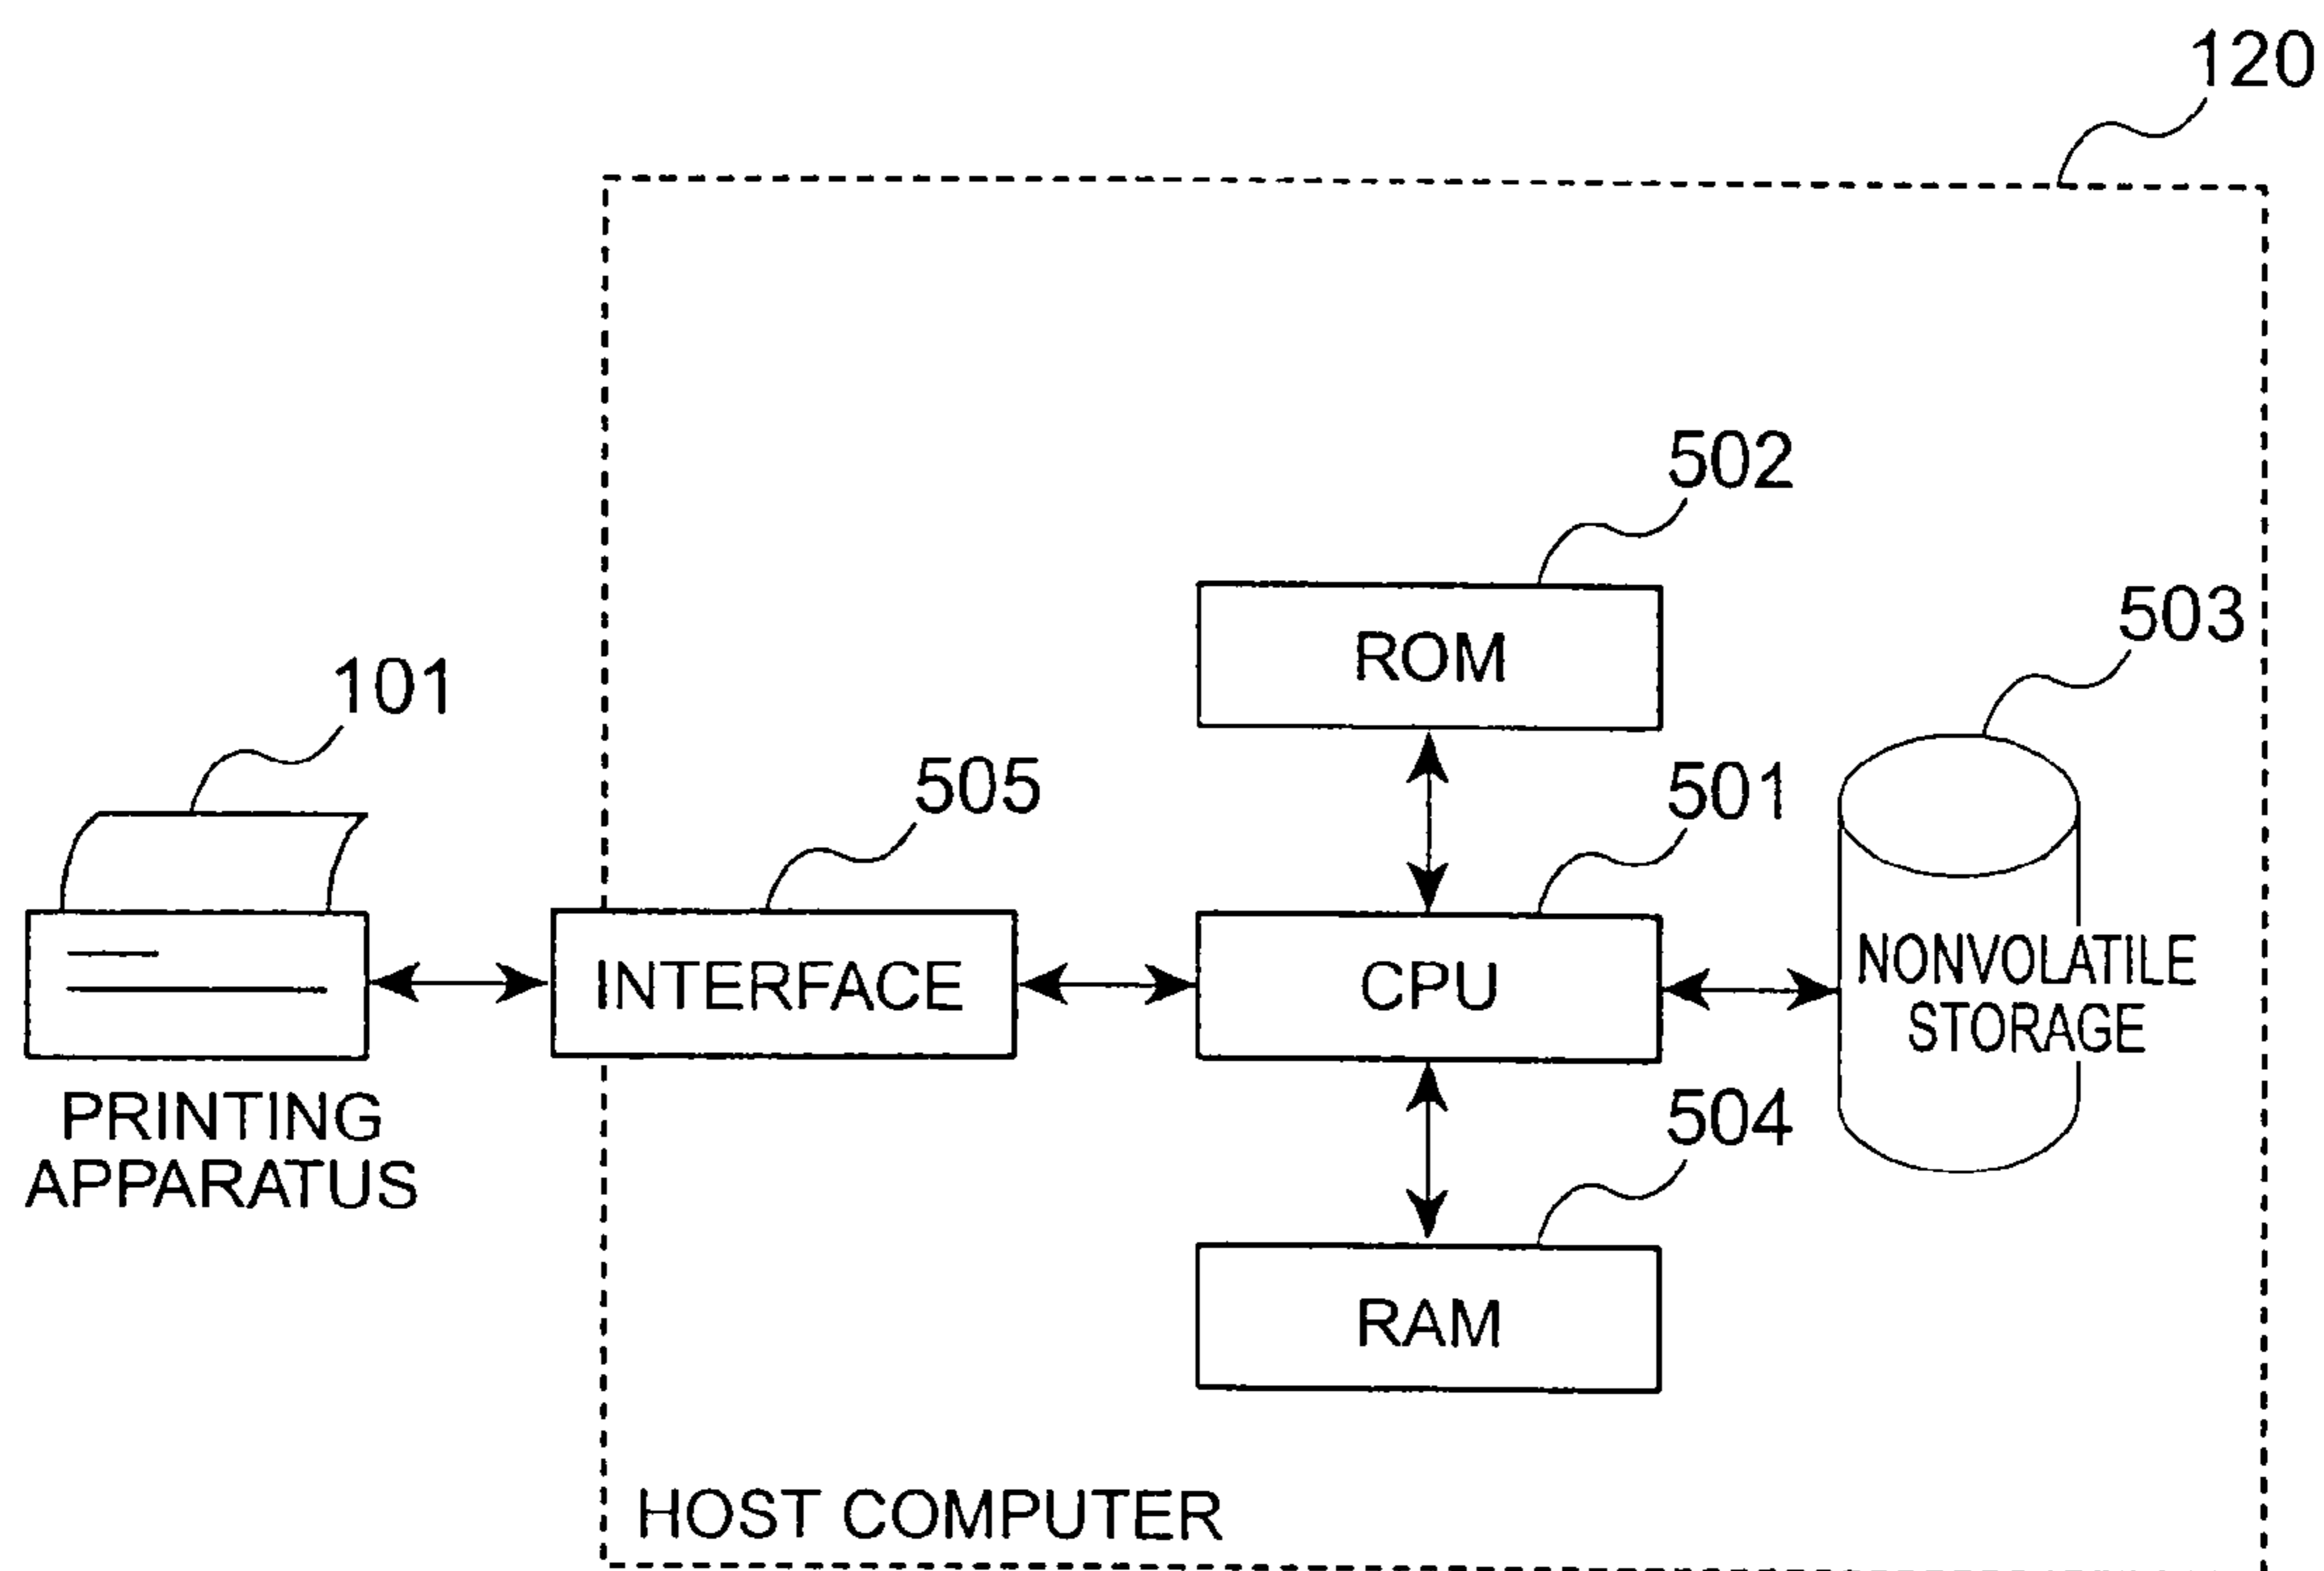 120
502
ROM
503
101
505
501
INTERFACE
CPU
NONVOLATILE
STORAGE
PRINTING
APPARATUS
504
RAM
HOST COMPUTER